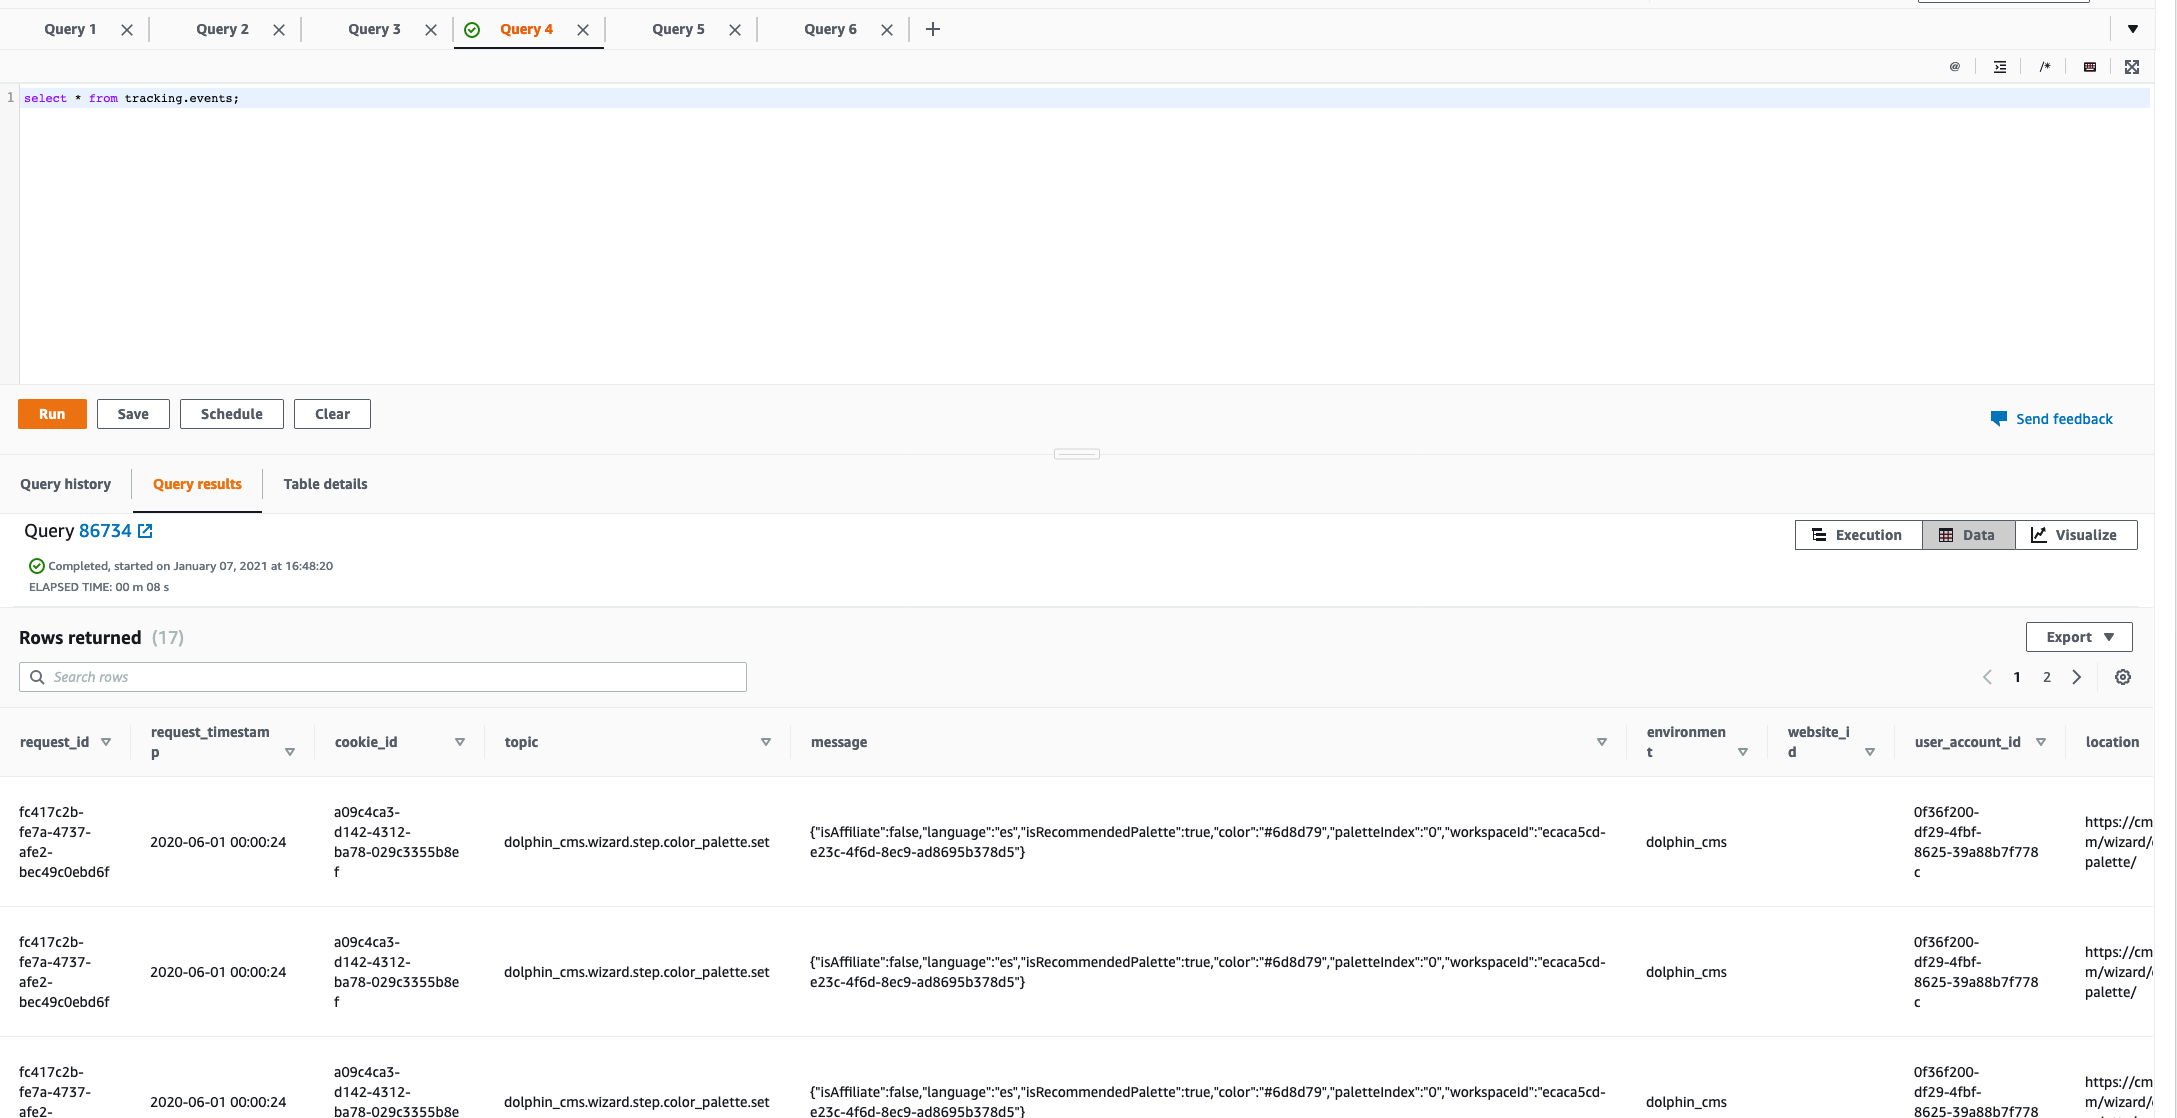 Query 1 Query 2 Query 3 Query 4 Query 5 Query 6
1 select * from tracking.events;
Run Save Schedule Clear
Send feedback
Query history Query results Table details
Query 86734
Execution Data Visualize
Completed, started on January 07, 2021 at 16:48:20
ELAPSED TIME: 00 m 08 s
Rows returned (17)
Export
Search rows
1 2
request_id
request_timestam
p
cookie_id
topic
message
environmen
t
website_i
d
user_account_id
location
fc417c2b-
fe7a-4737-
afe2-
bec49c0ebd6f
2020-06-01 00:00:24
a09c4ca3-
d142-4312-
ba78-029c3355b8e
f
dolphin_cms.wizard.step.color_palette.set
{"isAffiliate":false,"language":"es","isRecommendedPalette":true,"color":"#6d8d79","paletteIndex":"0","workspaceId":"ecaca5cd-
e23c-4f6d-8ec9-ad8695b378d5"}
dolphin_cms
0f36f200-
df29-4fbf-
8625-39a88b7f778
c
https://cm
m/wizard/
palette/
fc417c2b-
fe7a-4737-
afe2-
bec49c0ebd6f
2020-06-01 00:00:24
a09c4ca3-
d142-4312-
ba78-029c3355b8e
f
dolphin_cms.wizard.step.color_palette.set
{"isAffiliate":false,"language":"es","isRecommendedPalette":true,"color":"#6d8d79","paletteIndex":"0","workspaceId":"ecaca5cd-
e23c-4f6d-8ec9-ad8695b378d5"}
dolphin_cms
0f36f200-
df29-4fbf-
8625-39a88b7f778
c
https://cm
m/wizard/
palette/
fc417c2b-
fe7a-4737-
afe2-
2020-06-01 00:00:24
a09c4ca3-
d142-4312-
ba78-029c3355b8e
dolphin_cms.wizard.step.color_palette.set
{"isAffiliate":false,"language":"es","isRecommendedPalette":true,"color":"#6d8d79","paletteIndex":"0","workspaceId":"ecaca5cd-
e23c-4f6d-8ec9-ad8695b378d5"}
dolphin_cms
0f36f200-
df29-4fbf-
8625-39a88b7f778
https://cm
m/wizard/